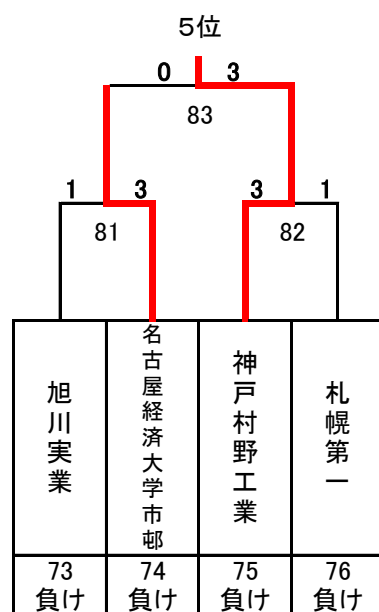 5位
0 3
83
1 3 3 1
81 82
旭川実業
名古屋経済大学市邨
神戸村野工業
札幌第一
73 74 75 76
負け 負け 負け 負け